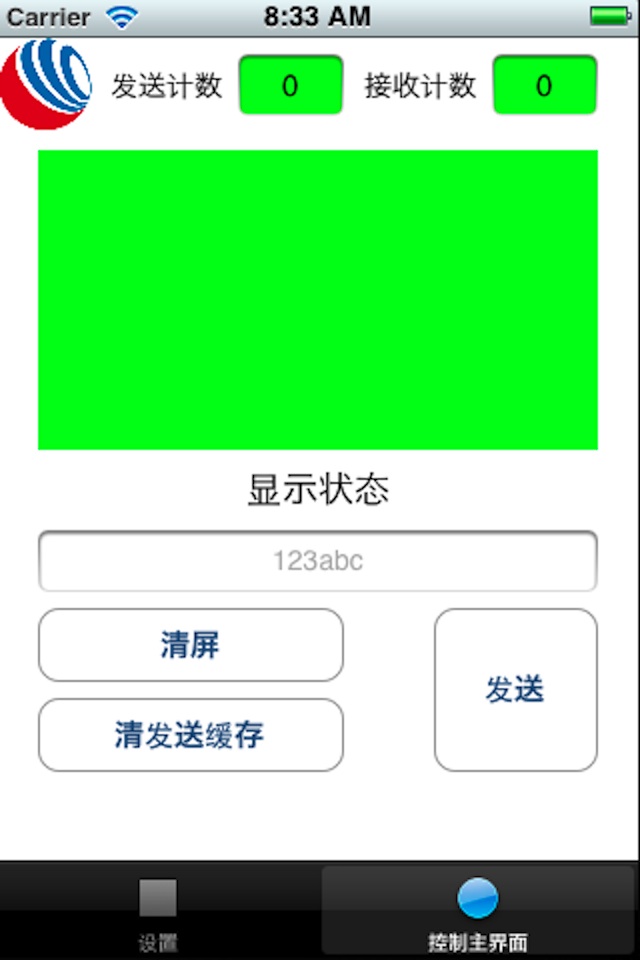 Carrier 8:33 AM
发送计数 0 接收计数 0
显示状态
123abc
清屏
发送
清发送缓存
设置 控制主界面